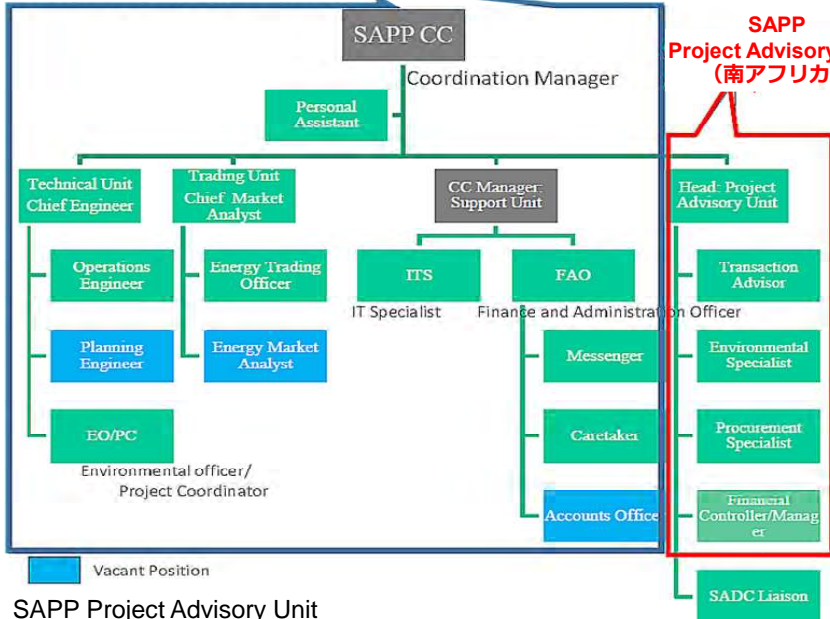 SAPP
Project Advisory
（南アフリカ
SAPP CC
Coordination Manager
Personal
Assistant
Technical Unit
Chief Engineer
Trading Unit
Chief Market
Analyst
CC Manager:
Support Unit
Head: Project
Advisory Unit
Operations
Engineer
Energy Trading
Officer
ITS
IT Specialist
FAO
Finance and Administration Officer
Transaction
Advisor
Planning
Engineer
Energy Market
Analyst
Messenger
Environmental
Specialist
EO/PC
Environmental officer/
Project Coordinator
Caretaker
Procurement
Specialist
Accounts Office
Financial
Controller/Manag
er
Vacant Position
SADC Liaison
SAPP Project Advisory Unit